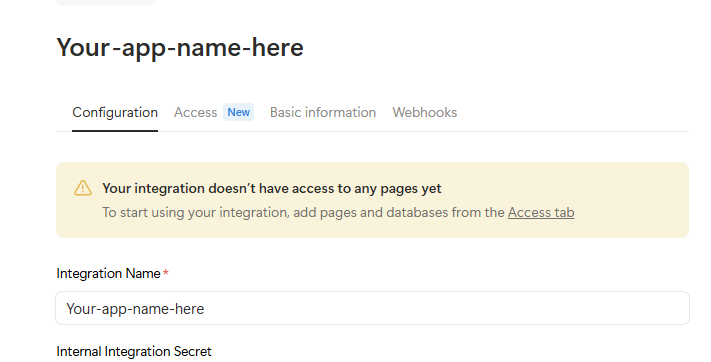 Your-app-name-here
Configuration Access New Basic information Webhooks
Your integration doesn't have access to any pages yet
To start using your integration, add pages and databases from the Access tab
Integration Name*
Your-app-name-here
Internal Integration Secret